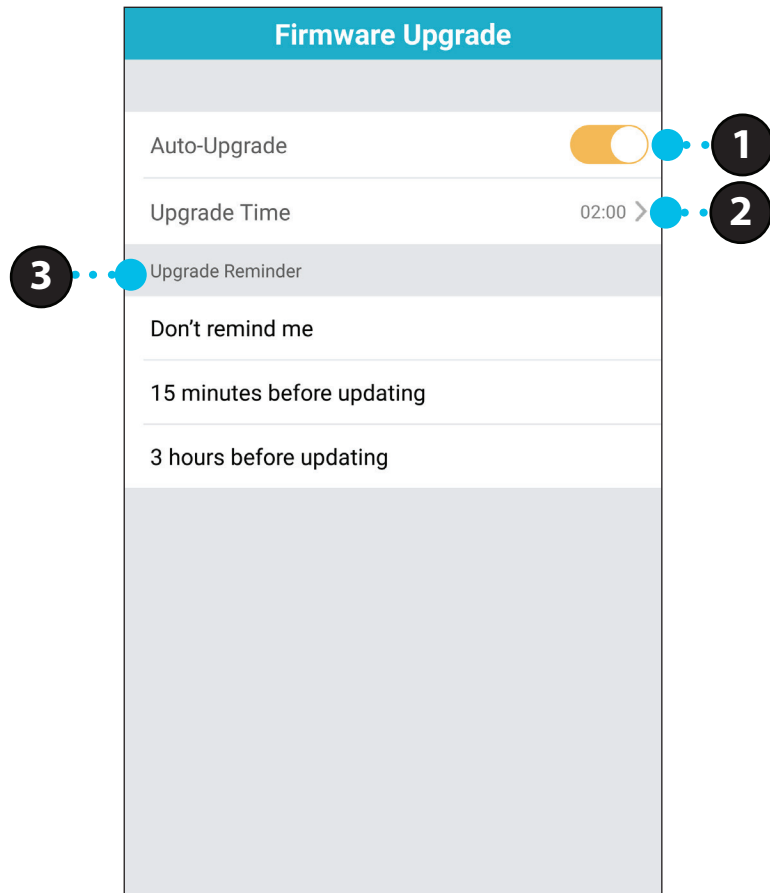 Firmware Upgrade
Auto-Upgrade
1
Upgrade Time 02:00
2
3
Upgrade Reminder
Don’t remind me
15 minutes before updating
3 hours before updating